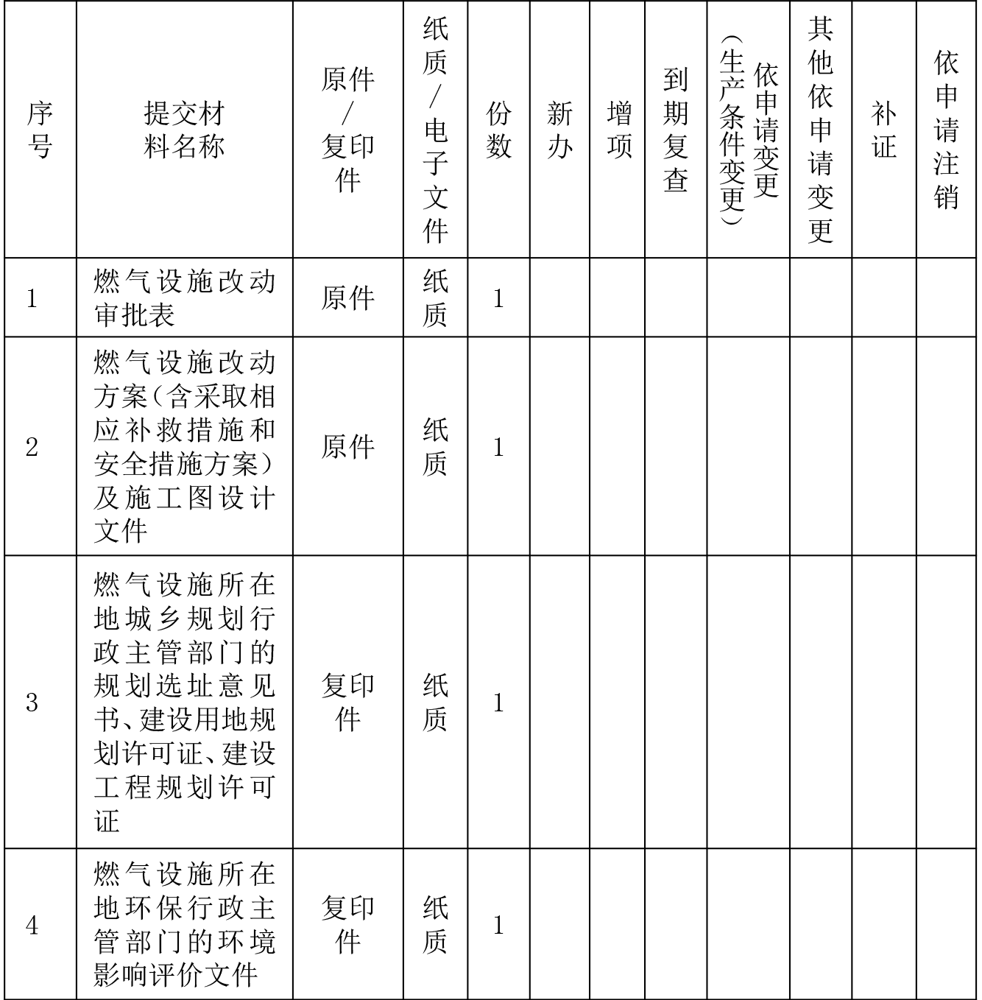 序号
提交材
料名称
原件
/
复印
件
纸质/电子文件
份数
新办
增项
到期复查
依申请变更
（生产条件变更）
其他依申请变更
补证
依申请注销
1
燃气设施改动
审批表
原件
纸质
1
2
燃气设施改动
方案（含采取相
应补救措施和
安全措施方案）
及施工图设计
文件
原件
纸质
1
3
燃气设施所在
地城乡规划行
政主管部门的
规划选址意见
书、建设用地规
划许可证、建设
工程规划许可
证
复印
件
纸质
1
4
燃气设施所在
地环保行政主
管部门的环境
影响评价文件
复印
件
纸质
1